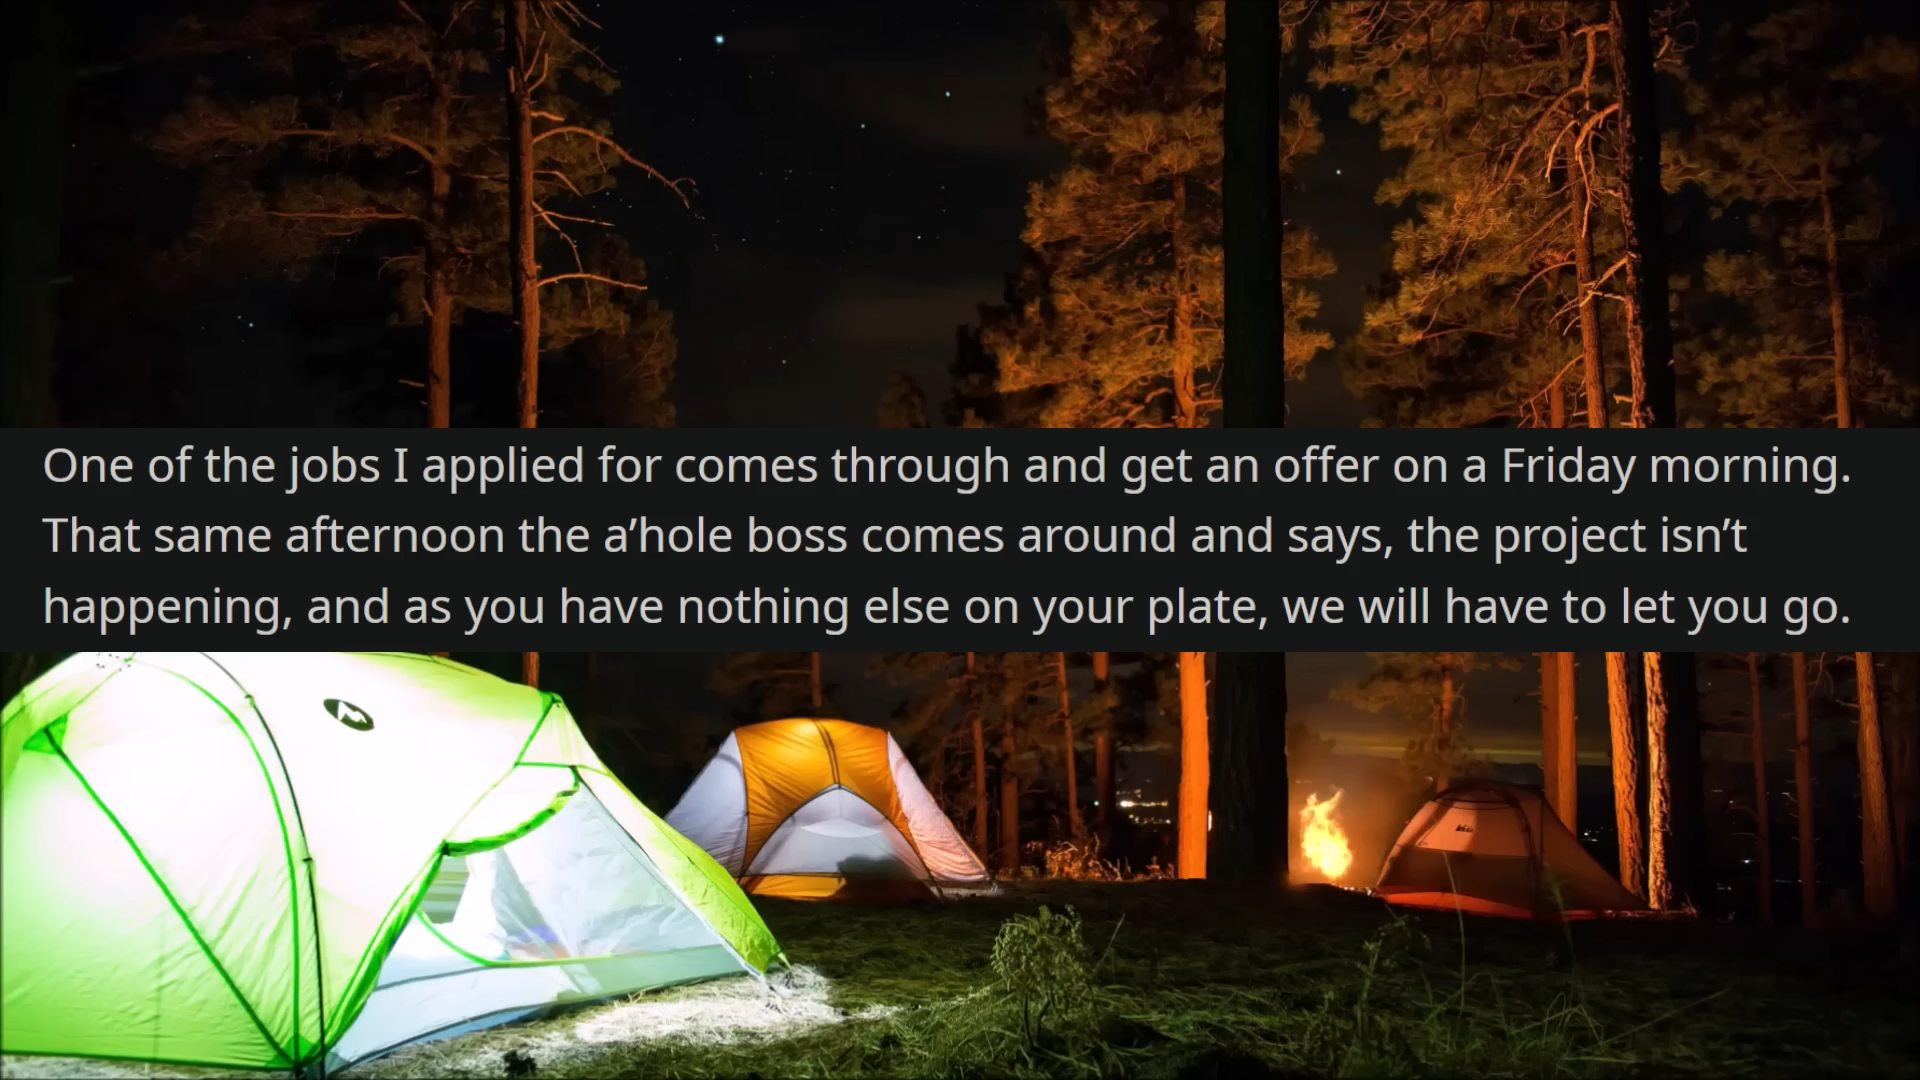 One of the jobs I applied for comes through and get an offer on a Friday morning.
That same afternoon the a’hole boss comes around and says, the project isn’t
happening, and as you have nothing else on your plate, we will have to let you go.